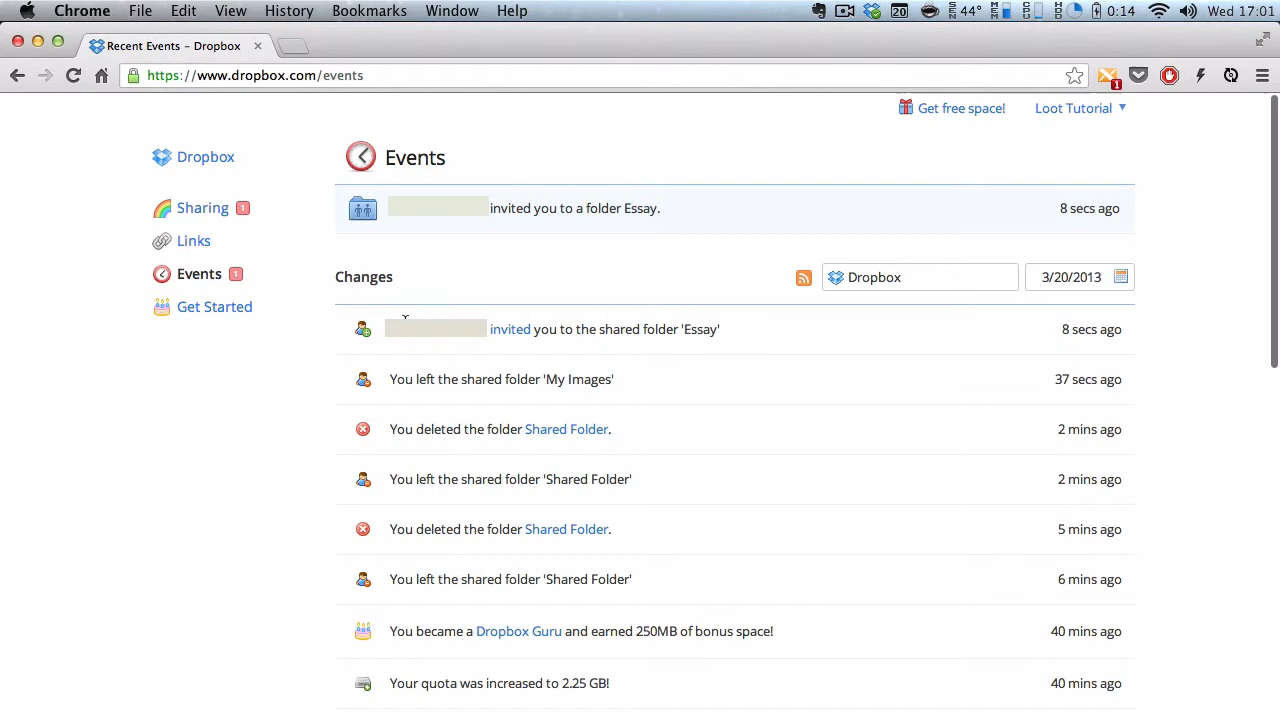 Chrome File Edit View History Bookmarks Window Help 20 44° 0:14 Wed 17:01
Recent Events – Dropbox
https://www.dropbox.com/events 1
Get free space! Loot Tutorial
Dropbox
Events
Sharing 1
invited you to a folder Essay. 8 secs ago
Links
Events 1
Changes Dropbox 3/20/2013
Get Started
invited you to the shared folder 'Essay' 8 secs ago
You left the shared folder 'My Images' 37 secs ago
You deleted the folder Shared Folder. 2 mins ago
You left the shared folder 'Shared Folder' 2 mins ago
You deleted the folder Shared Folder. 5 mins ago
You left the shared folder 'Shared Folder' 6 mins ago
You became a Dropbox Guru and earned 250MB of bonus space! 40 mins ago
Your quota was increased to 2.25 GB! 40 mins ago